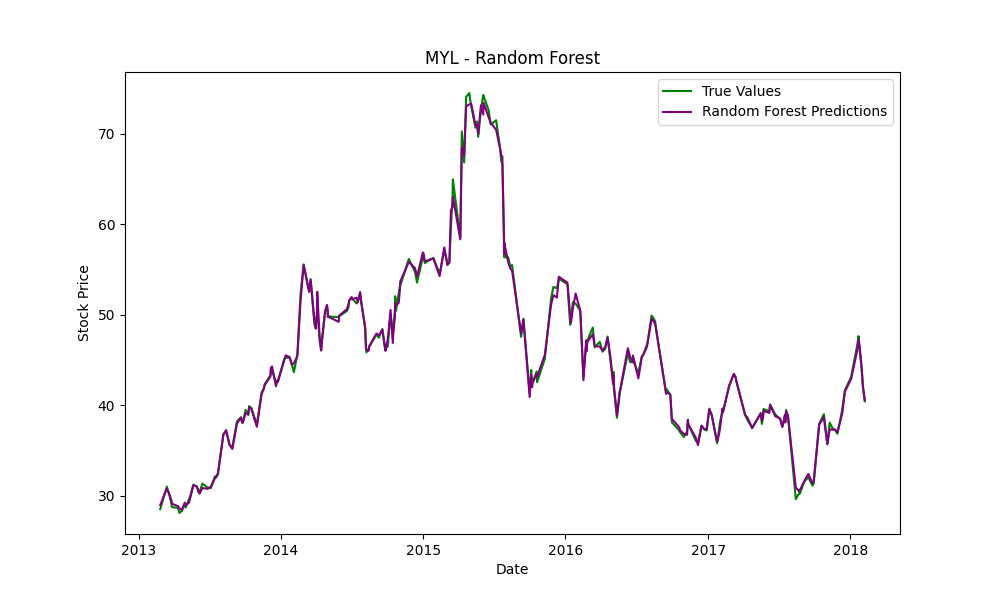 MYL - Random Forest
True Values
Random Forest Predictions
Stock Price
70
60
50
40
30
2013
2014
2015
2016
2017
2018
Date